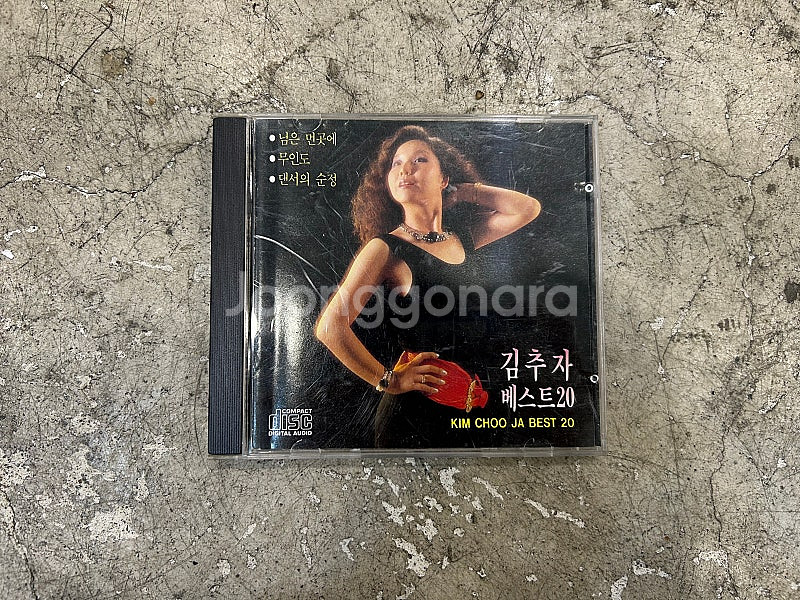 ● 님은 먼곳에
● 무인도
● 댄서의 순정
Joonggonara
김추자
베스트20
KIM CHOO JA BEST 20
COMPACT
disc
DIGITAL AUDIO